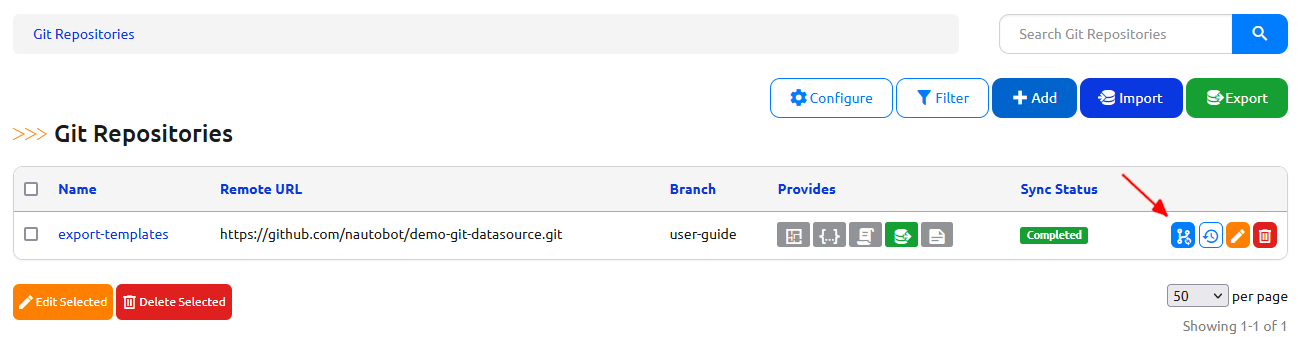 Git Repositories
Search Git Repositories
Configure Filter Add Import Export
>>> Git Repositories
Name Remote URL Branch Provides Sync Status
export-templates https://github.com/nautobot/demo-git-datasource.git user-guide {...} Completed
Edit Selected Delete Selected
50 per page
Showing 1-1 of 1